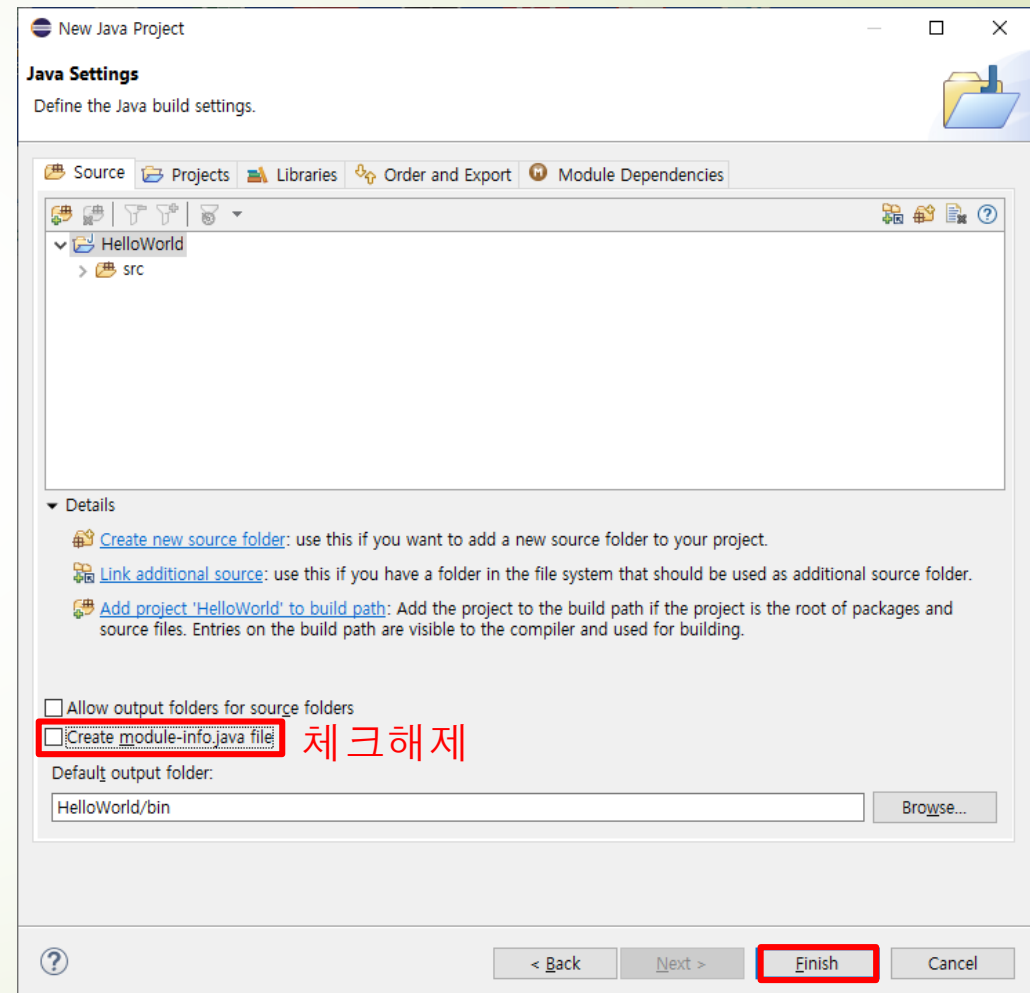 New Java Project
Java Settings
Define the Java build settings.
Source Projects Libraries Order and Export Module Dependencies
HelloWorld
src
Details
Create new source folder: use this if you want to add a new source folder to your project.
Link additional source: use this if you have a folder in the file system that should be used as additional source folder.
Add project 'HelloWorld' to build path: Add the project to the build path if the project is the root of packages and
source files. Entries on the build path are visible to the compiler and used for building.
Allow output folders for source folders
Create module-info.java file 체크해제
Default output folder:
HelloWorld/bin Browse...
< Back Next > Finish Cancel